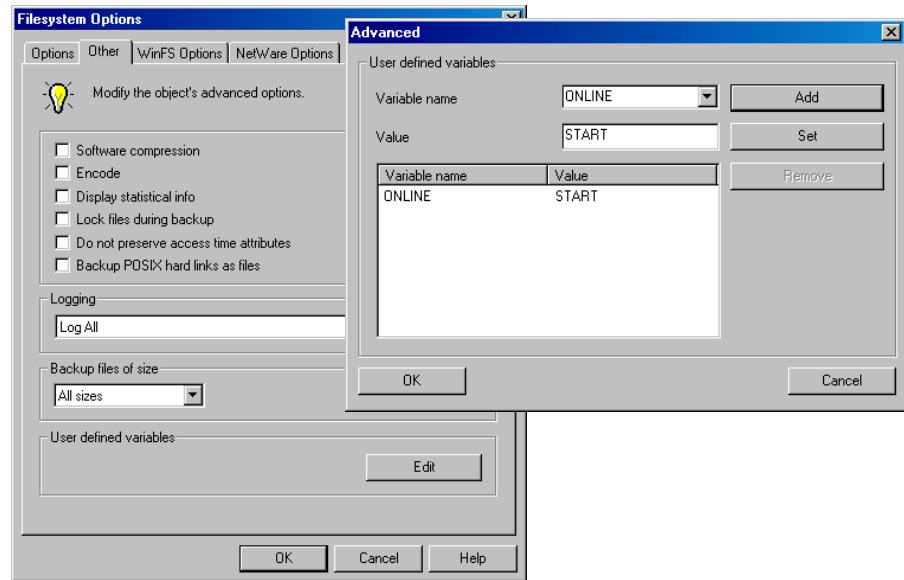 Filesystem Options
Options Other WinFS Options NetWare Options
Modify the object's advanced options.
Software compression
Encode
Display statistical info
Lock files during backup
Do not preserve access time attributes
Backup POSIX hard links as files
Logging
Log All
Backup files of size
All sizes
User defined variables
Edit
OK Cancel Help
Advanced
User defined variables
Variable name ONLINE Add
Value START Set
Variable name Value Remove
ONLINE START
OK Cancel